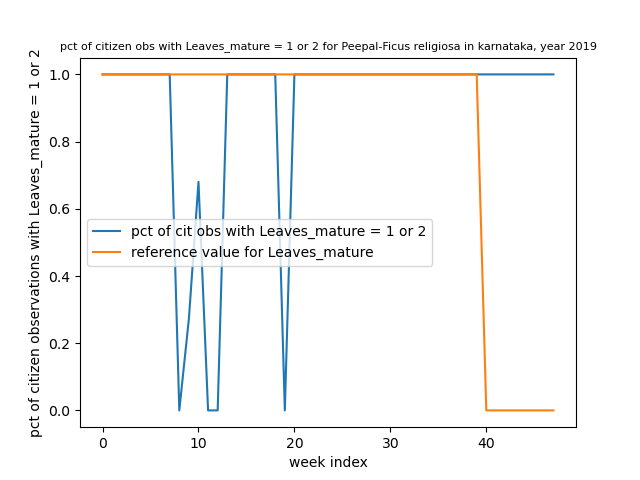 pct of citizen obs with Leaves_mature = 1 or 2 for Peepal-Ficus religiosa in karnataka, year 2019
pct of citizen observations with Leaves_mature = 1 or 2
1.0
0.8
0.6
0.4
0.2
0.0
pct of cit obs with Leaves_mature = 1 or 2
reference value for Leaves_mature
0 10 20 30 40
week index